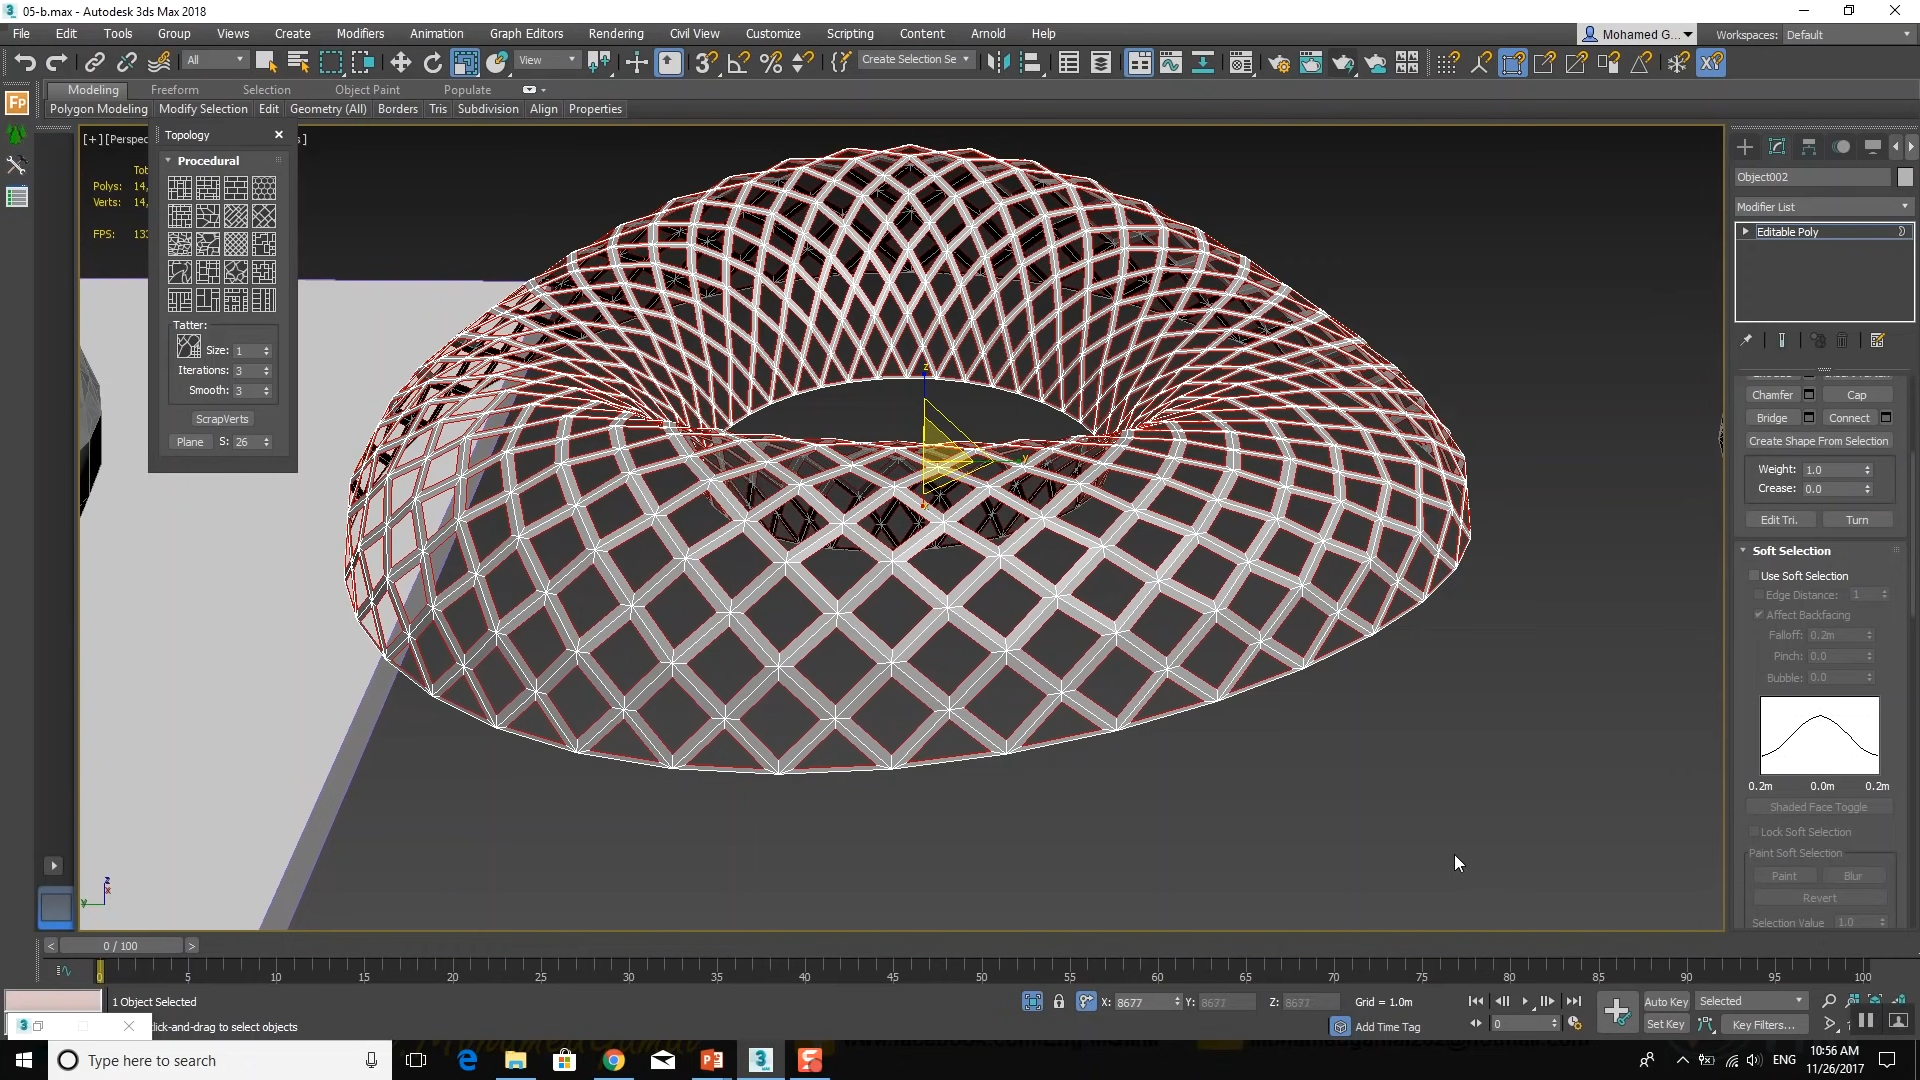 05-b.max - Autodesk 3ds Max 2018
File Edit Tools Group Views Create Modifiers Animation Graph Editors Rendering Civil View Customize Scripting Content Arnold Help
Mohamed G... Workspaces: Default
All View Create Selection Se
Modeling Freeform Selection Object Paint Populate
Polygon Modeling Modify Selection Edit Geometry (All) Borders Tris Subdivision Align Properties
[+][Perspec
Topology
Procedural
Polys: 14,
Verts: 14,
FPS:
Tatter:
Size: 1
Iterations: 3
Smooth: 3
ScrapVerts
Plane S: 26
z
y
x
Object002
Modifier List
Editable Poly
Chamfer Cap
Bridge Connect
Create Shape From Selection
Weight: 1.0
Crease: 0.0
Edit Tri. Turn
Soft Selection
Use Soft Selection
Edge Distance: 1
Affect Backfacing
Falloff: 0.2m
Pinch: 0.0
Bubble: 0.0
0.2m 0.0m 0.2m
Shaded Face Toggle
Lock Soft Selection
Paint Soft Selection
Paint Blur
Revert
Selection Value 1.0
z
x
y
0 / 100
0 5 10 15 20 25 30 35 40 45 50 55 60 65 70 75 80 85 90 95 100
1 Object Selected
X: 8677 Y: 8677 Z: 8677 Grid = 1.0m
Auto Key Selected
click-and-drag to select objects
Add Time Tag
0
Set Key Key Filters...
Type here to search
ENG
10:56 AM
11/26/2017